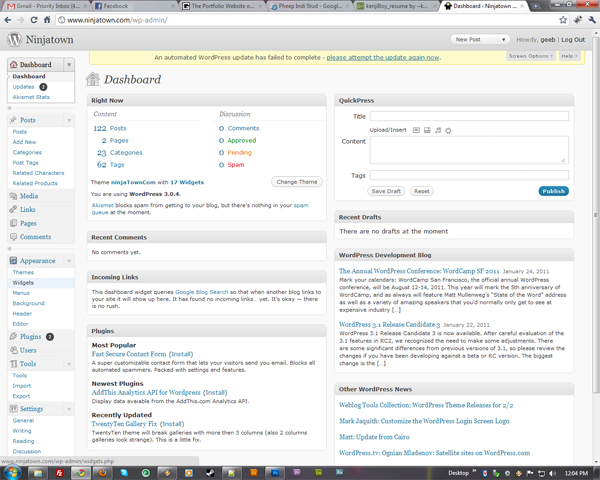 Gmail - Priority Inbox (4
Facebook
The Portfolio Website o
Pheep Indi Stud - Goog
kenjiBoy_resume by ~k
Dashboard ‹ Ninjatown
www.ninjatown.com/wp-admin/
Ninjatown
New Post
Howdy, geeb | Log Out
An automated WordPress update has failed to complete - please attempt the update again now.
Screen Options
Help
Dashboard
Dashboard
Updates 2
Akismet Stats
Posts
Posts
Add New
Categories
Post Tags
Related Characters
Related Products
Media
Links
Pages
Comments
Appearance
Themes
Widgets
Menus
Background
Header
Editor
Plugins 2
Users
Tools
Tools
Import
Export
Settings
General
Writing
Reading
Discussion
Dashboard
Right Now
Content
Discussion
122 Posts
0 Comments
2 Pages
0 Approved
23 Categories
0 Pending
62 Tags
0 Spam
Theme ninjaTownCom with 17 Widgets
Change Theme
You are using WordPress 3.0.4.
Akismet blocks spam from getting to your blog, but there's nothing in your spam
queue at the moment.
Recent Comments
No comments yet.
Incoming Links
This dashboard widget queries Google Blog Search so that when another blog links to
your site it will show up here. It has found no incoming links… yet. It's okay — there
is no rush.
Plugins
Most Popular
Fast Secure Contact Form (Install)
A super customizable contact form that lets your visitors send you email. Blocks all
automated spammers. Packed with settings and features.
Newest Plugins
AddThis Analytics API for Wordpress (Install)
Display data avaiable from the AddThis.com Analytics API.
Recently Updated
TwentyTen Gallery Fix (Install)
TwentyTen theme will break galleries with more then 3 columns (also 2 columns
galleries look strange). This is a little fix.
QuickPress
Title
Upload/Insert
Content
Tags
Save Draft
Reset
Publish
Recent Drafts
There are no drafts at the moment
WordPress Development Blog
The Annual WordPress Conference: WordCamp SF 2011 January 24, 2011
Mark your calendars: WordCamp San Francisco, the official annual WordPress
conference, will be August 12-14, 2011. This year will mark the 5th anniversary of
WordCamp, and as always will feature Matt Mullenweg's "State of the Word" address
as well as a variety of amazing speakers that you'd normally only get to see at
expensive industry […]
WordPress 3.1 Release Candidate 3 January 22, 2011
WordPress 3.1 Release Candidate 3 is now available. After careful evaluation of the
3.1 features in RC2, we recognized the need to make some adjustments. There
are some significant differences from previous versions of 3.1, so please review the
changes if you have been developing against a beta or RC version. The biggest
change is the […]
Other WordPress News
Weblog Tools Collection: WordPress Theme Releases for 2/2
Mark Jaquith: Customize the WordPress Login Screen Logo
Matt: Update from Cairo
WordPress.tv: Ognian Mladenov: Satellite sites on WordPress.com
www.ninjatown.com/wp-admin/widgets.php
Desktop
12:04 PM